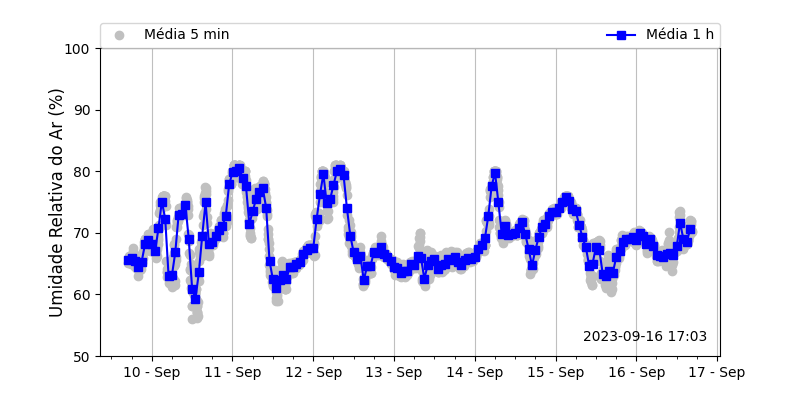 Média 5 min Média 1 h
Umidade Relativa do Ar (%)
100
90
80
70
60
50
2023-09-16 17:03
10 - Sep 11 - Sep 12 - Sep 13 - Sep 14 - Sep 15 - Sep 16 - Sep 17 - Sep